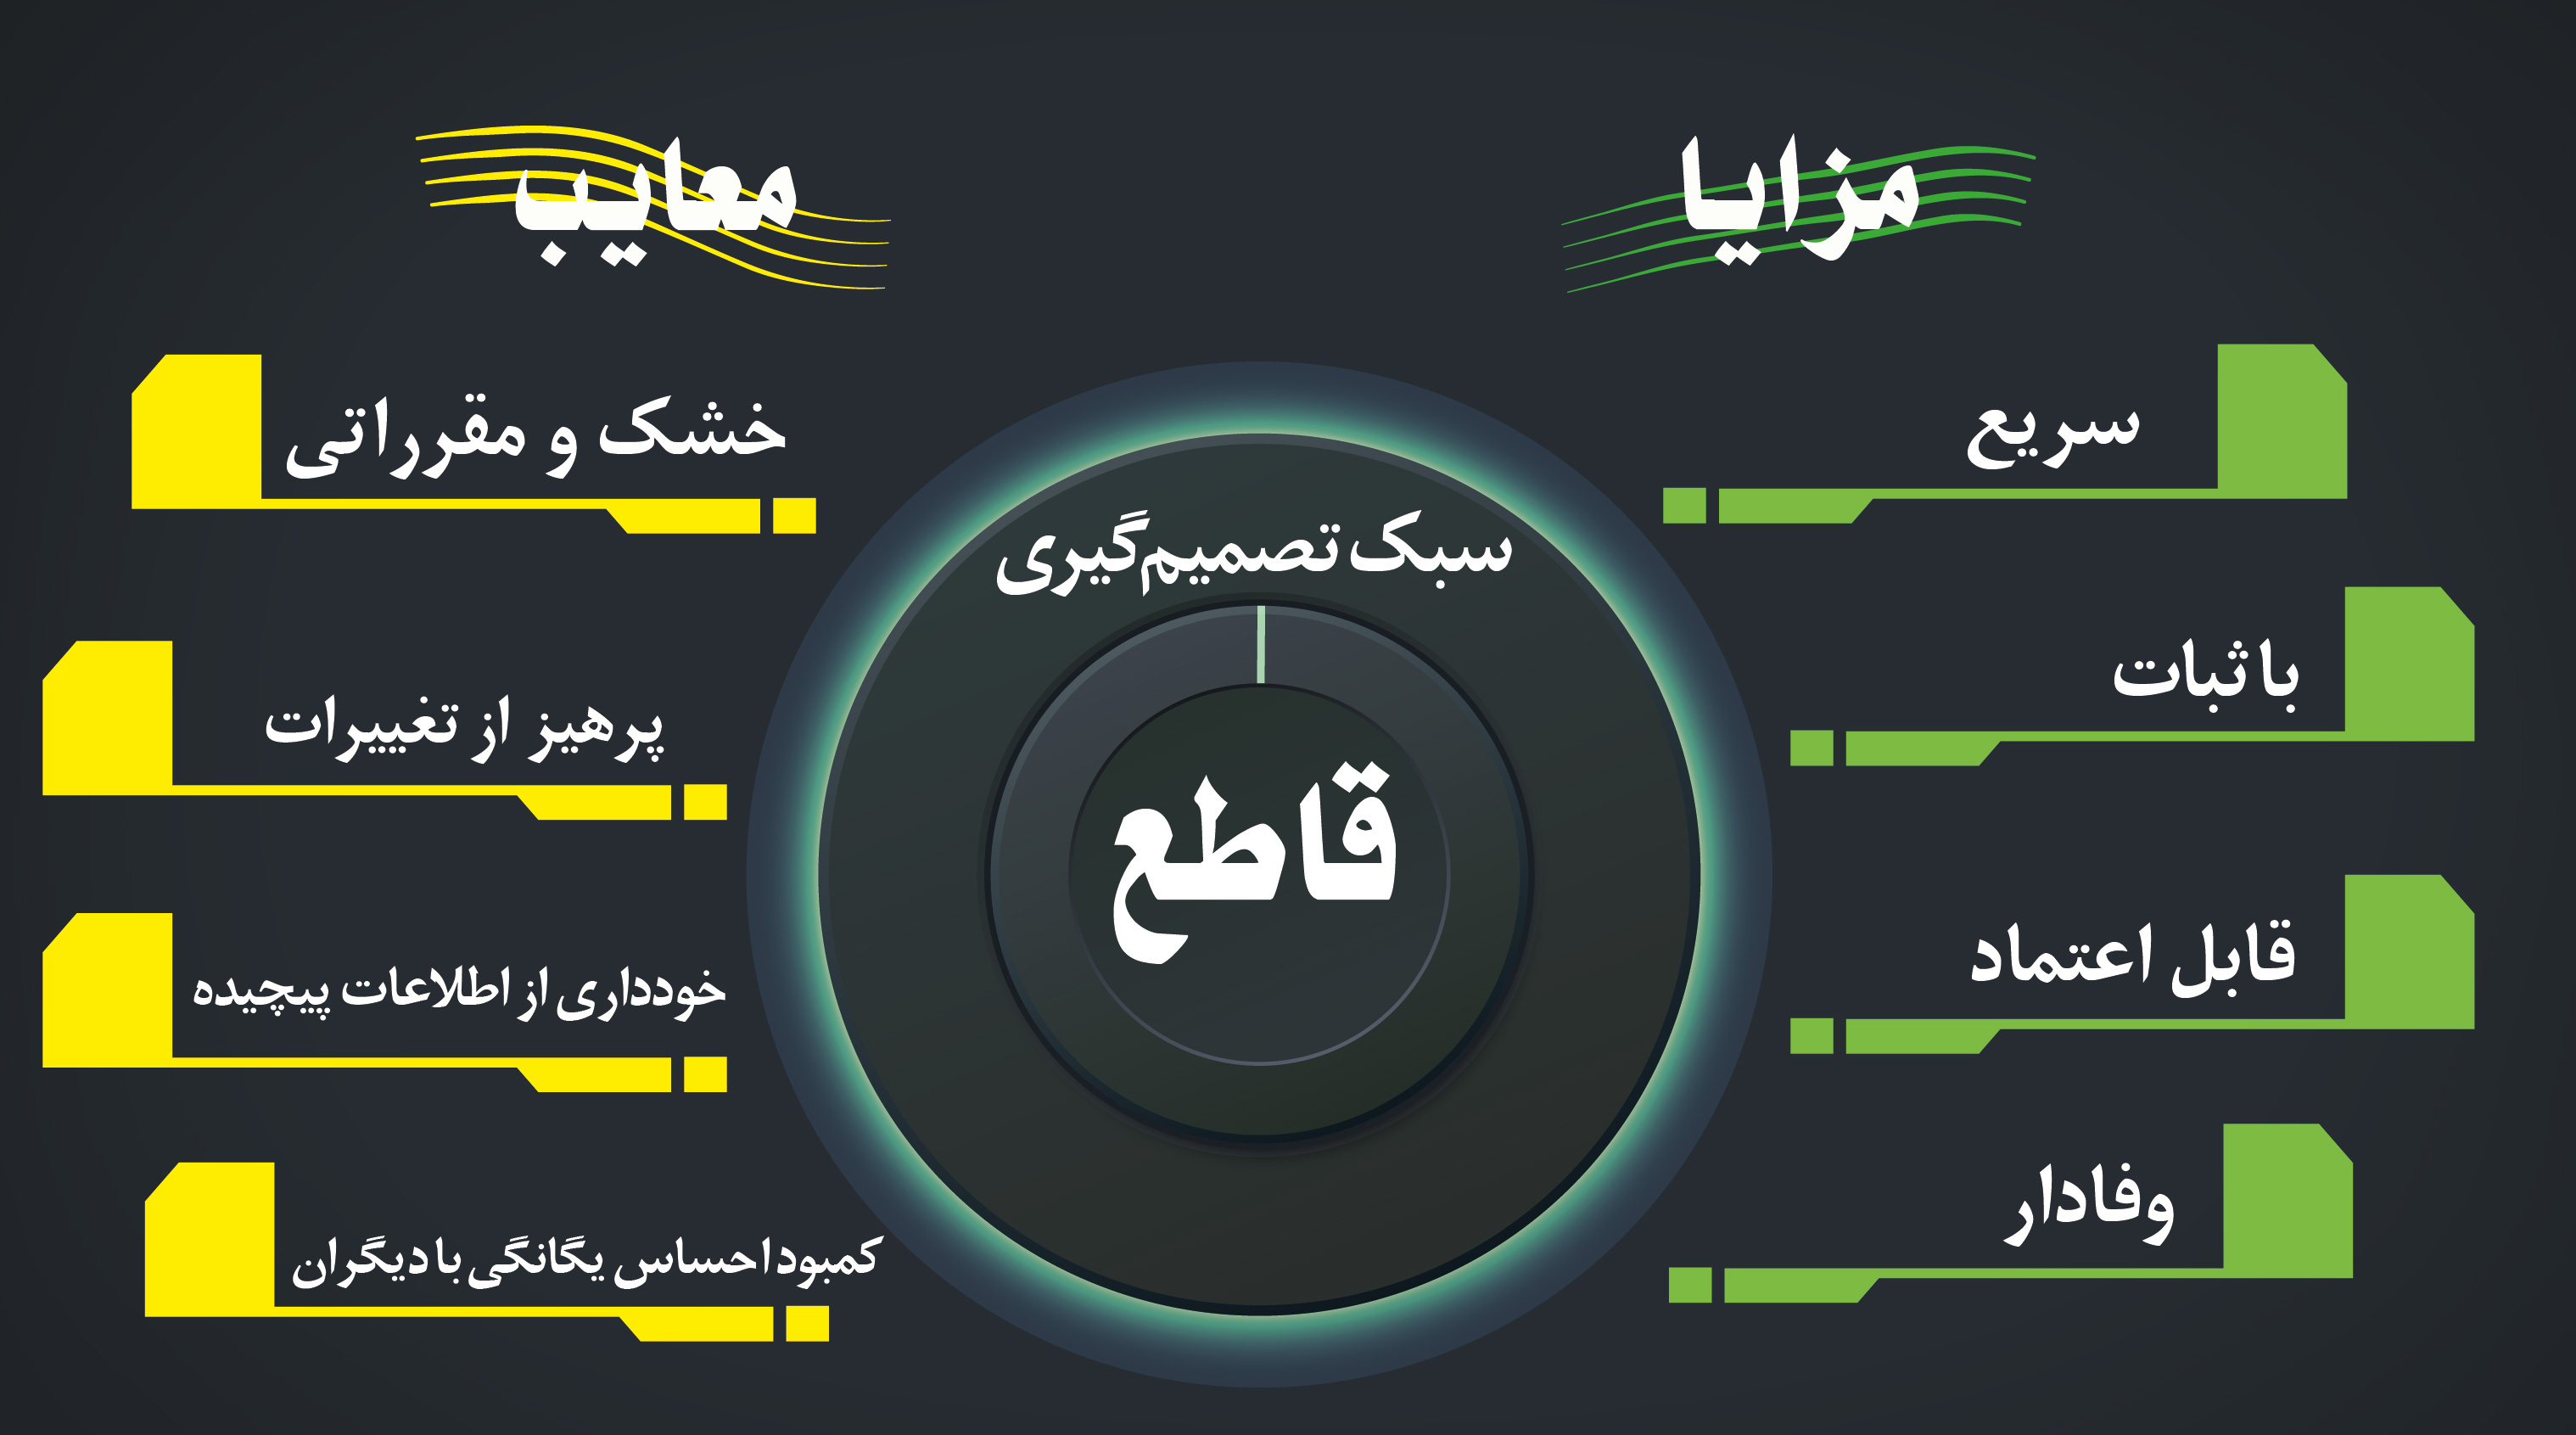 مزایا
سریع
با ثبات
قابل اعتماد
وفادار
سبک تصمیم‌گیری
قاطع
معایب
خشک و مقرراتی
پرهیز از تغییرات
خودداری از اطلاعات پیچیده
کمبود احساس یگانگی با دیگران